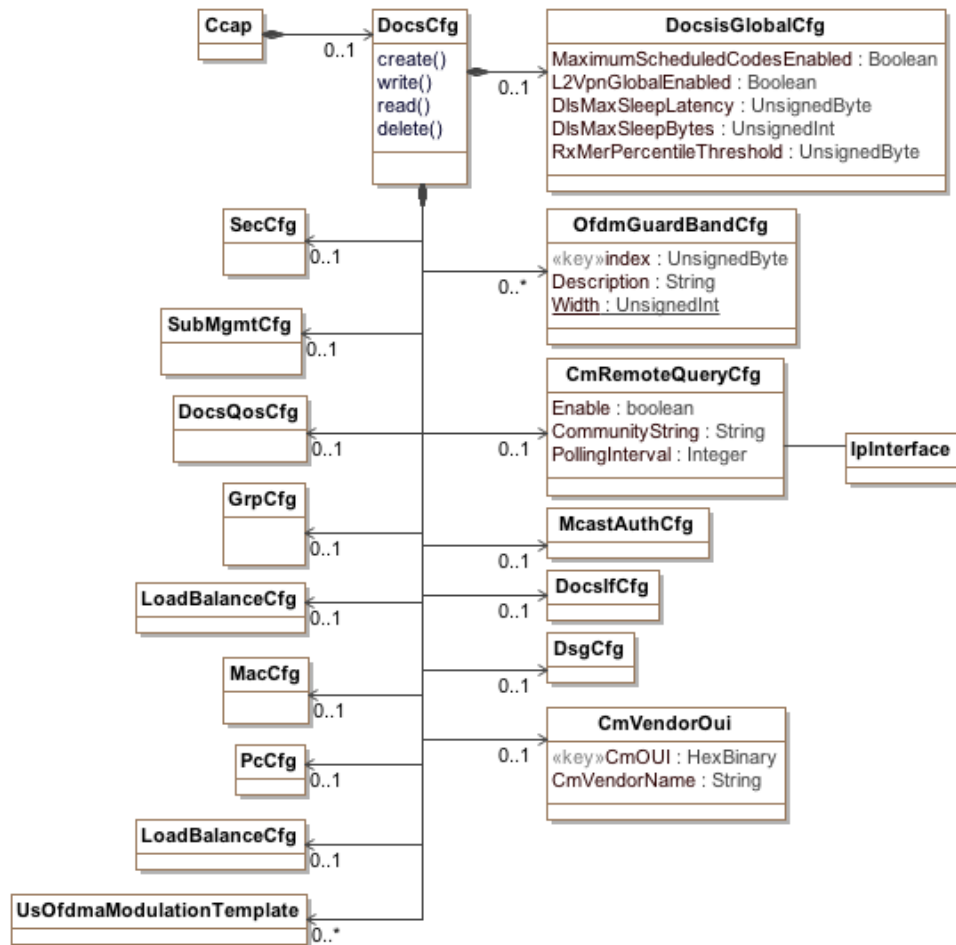 Ccap
0..1
DocsCfg
create()
write()
read()
delete()
0..1
DocsisGlobalCfg
MaximumScheduledCodesEnabled : Boolean
L2VpnGlobalEnabled : Boolean
DlsMaxSleepLatency : UnsignedByte
DlsMaxSleepBytes : UnsignedInt
RxMerPercentileThreshold : UnsignedByte
SecCfg
0..1
OfdmGuardBandCfg
«key»index : UnsignedByte
Description : String
Width : UnsignedInt
0..*
SubMgmtCfg
0..1
CmRemoteQueryCfg
Enable : boolean
CommunityString : String
PollingInterval : Integer
0..1
IpInterface
DocsQosCfg
0..1
GrpCfg
0..1
McastAuthCfg
0..1
LoadBalanceCfg
0..1
DocsIfCfg
0..1
DsgCfg
0..1
MacCfg
0..1
CmVendorOui
«key»CmOUI : HexBinary
CmVendorName : String
0..1
PcCfg
0..1
LoadBalanceCfg
0..1
UsOfdmaModulationTemplate
0..*